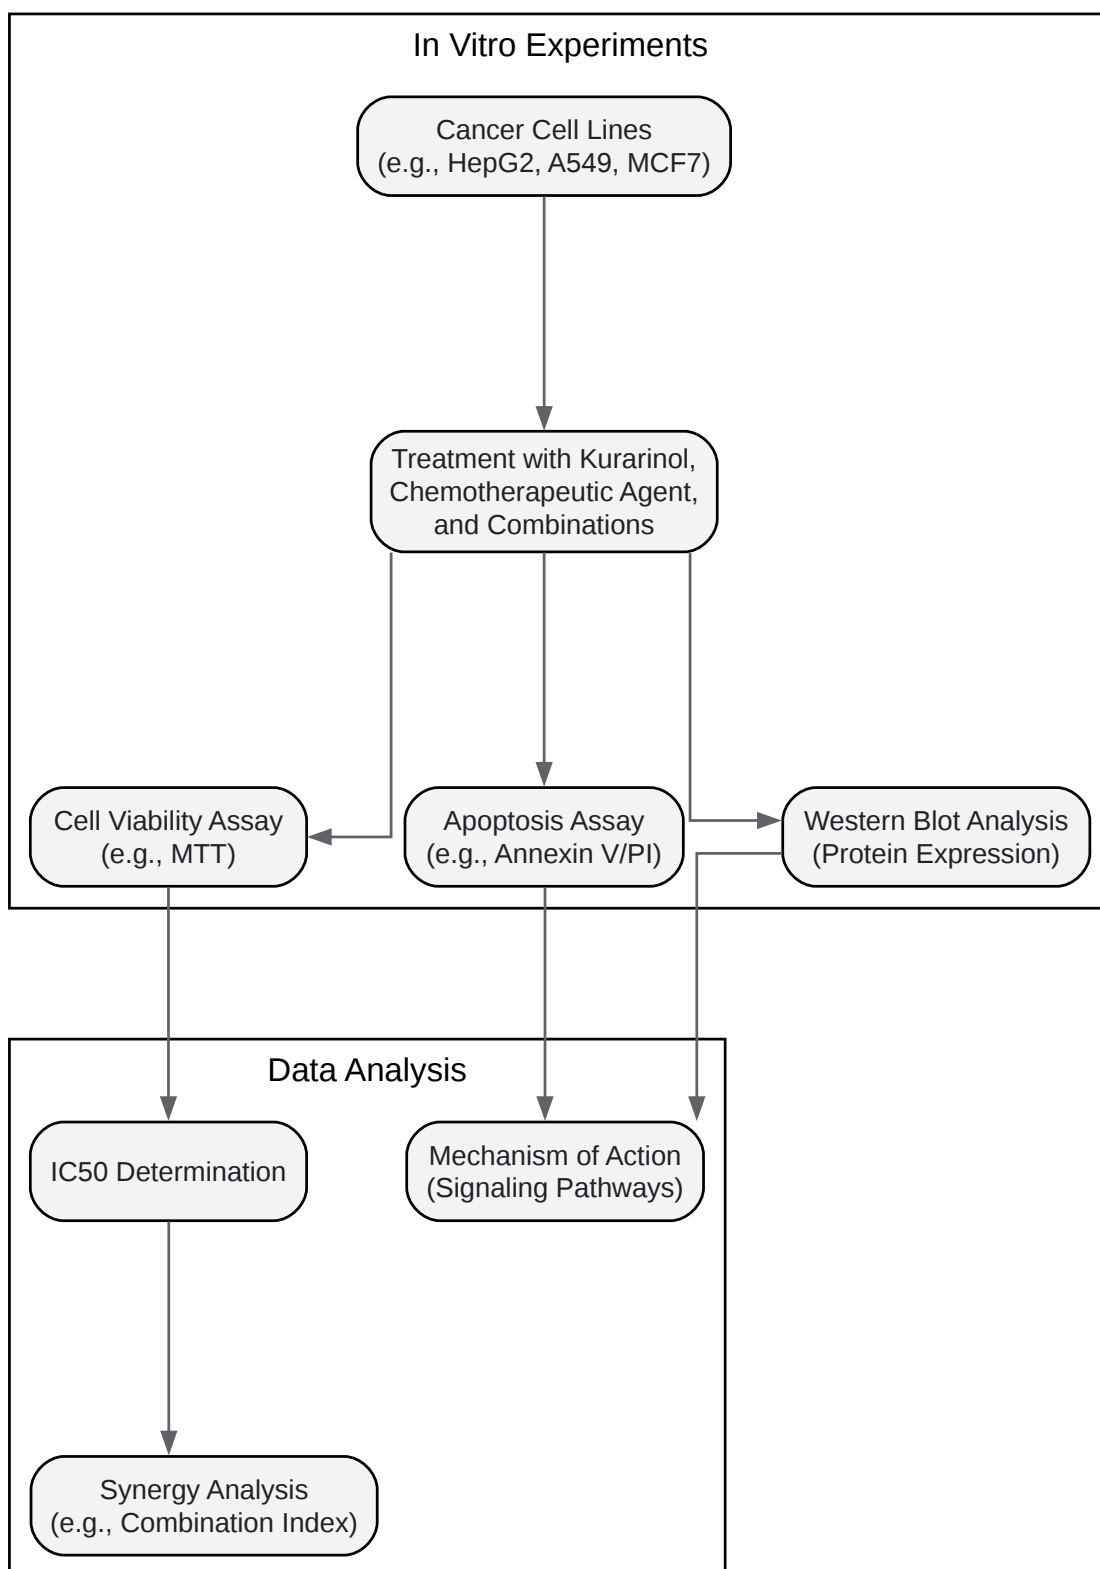 In Vitro Experiments
Cancer Cell Lines
(e.g., HepG2, A549, MCF7)
Treatment with Kurarinol,
Chemotherapeutic Agent,
and Combinations
Cell Viability Assay
(e.g., MTT)
Apoptosis Assay
(e.g., Annexin V/PI)
Western Blot Analysis
(Protein Expression)
Data Analysis
IC50 Determination
Mechanism of Action
(Signaling Pathways)
Synergy Analysis
(e.g., Combination Index)